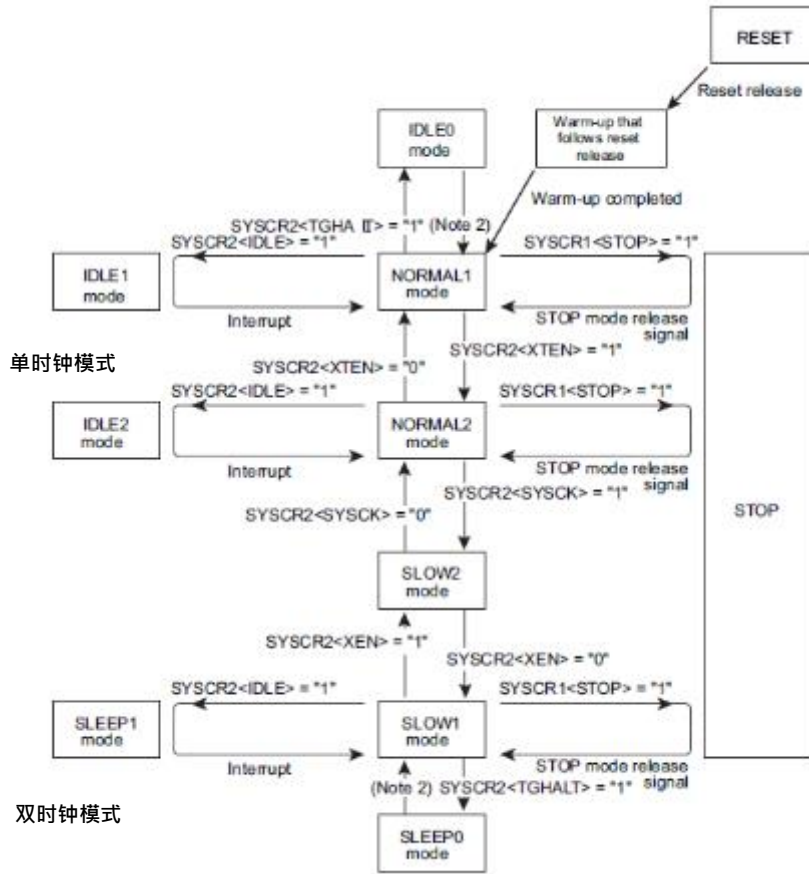 RESET
Reset release
IDLE0
mode
Warm-up that
follows reset
release
Warm-up completed
SYSCR2<TGHA II> = "1" (Note 2)
SYSCR2<IDLE> = "1"
SYSCR1<STOP> = "1"
IDLE1
mode
NORMAL1
mode
Interrupt
STOP mode release
signal
单时钟模式
SYSCR2<XTEN> = "0"
SYSCR2<XTEN> = "1"
SYSCR2<IDLE> = "1"
SYSCR1<STOP> = "1"
IDLE2
mode
NORMAL2
mode
Interrupt
STOP mode release
signal
SYSCR2<SYSCK> = "1"
SYSCR2<SYSCK> = "0"
STOP
SLOW2
mode
SYSCR2<XEN> = "1"
SYSCR2<XEN> = "0"
SYSCR2<IDLE> = "1"
SYSCR1<STOP> = "1"
SLEEP1
mode
SLOW1
mode
Interrupt
STOP mode release
signal
(Note 2) SYSCR2<TGHALT> = "1"
双时钟模式
SLEEP0
mode